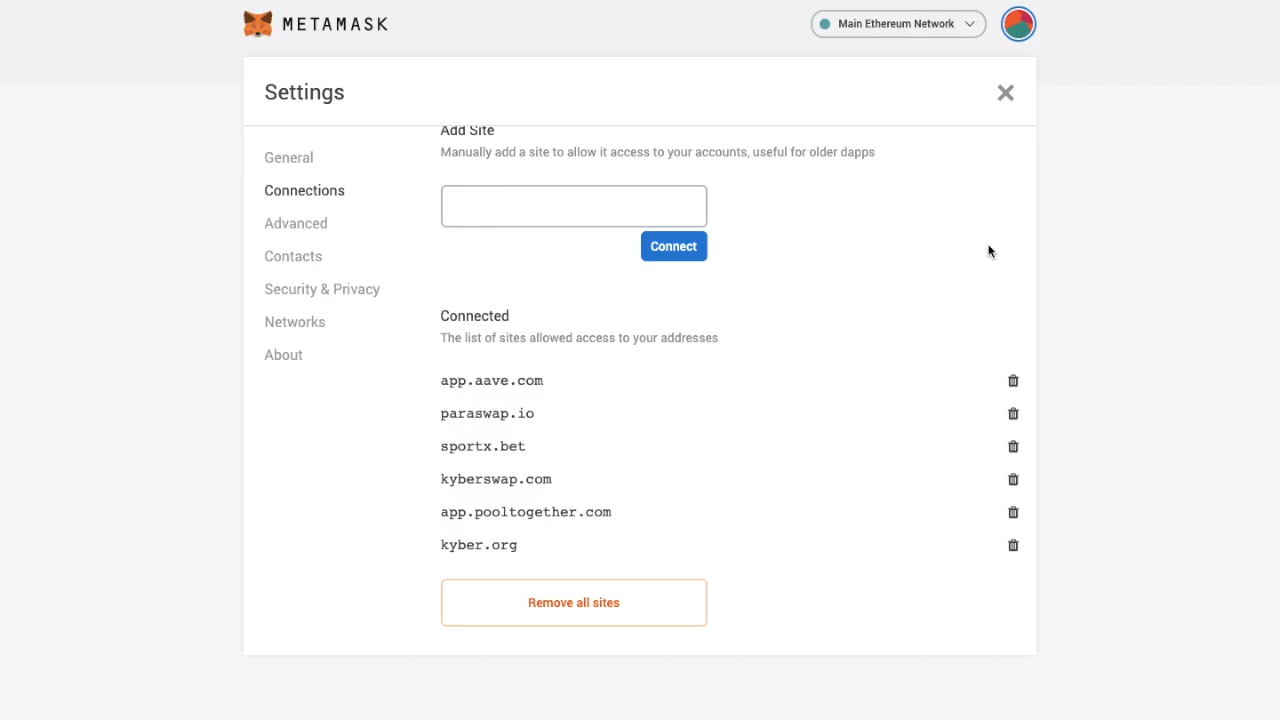 METAMASK
Main Ethereum Network
Settings
General
Connections
Advanced
Contacts
Security & Privacy
Networks
About
Add Site
Manually add a site to allow it access to your accounts, useful for older dapps
Connect
Connected
The list of sites allowed access to your addresses
app.aave.com
paraswap.io
sportx.bet
kyberswap.com
app.pooltogether.com
kyber.org
Remove all sites